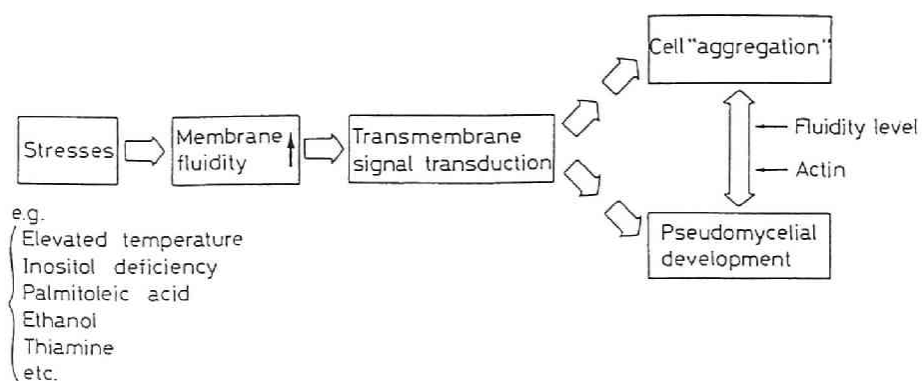 Cell "aggregation"
Stresses
Membrane
fluidity
Transmembrane
signal transduction
Fluidity level
Actin
Pseudomycelial
development
e.g.
Elevated temperature
Inositol deficiency
Palmitoleic acid
Ethanol
Thiamine
etc.